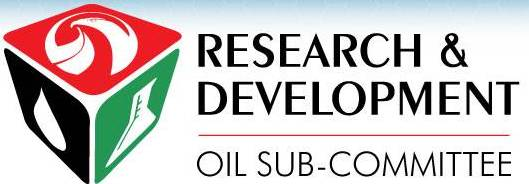 RESEARCH &
DEVELOPMENT
OIL SUB-COMMITTEE